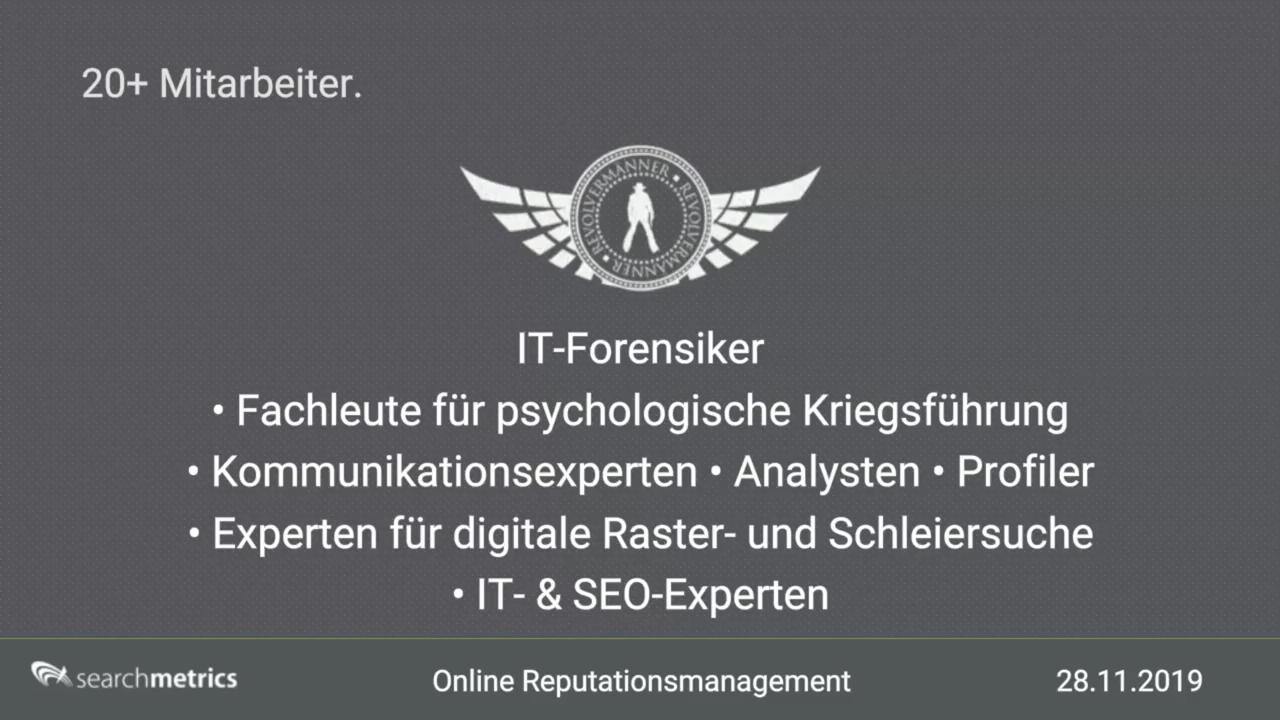 20+ Mitarbeiter.
REVOLVERMÄNNER • REVOLVERMÄNNER •
IT-Forensiker
• Fachleute für psychologische Kriegsführung
• Kommunikationsexperten • Analysten • Profiler
• Experten für digitale Raster- und Schleiersuche
• IT- & SEO-Experten
searchmetrics
Online Reputationsmanagement
28.11.2019